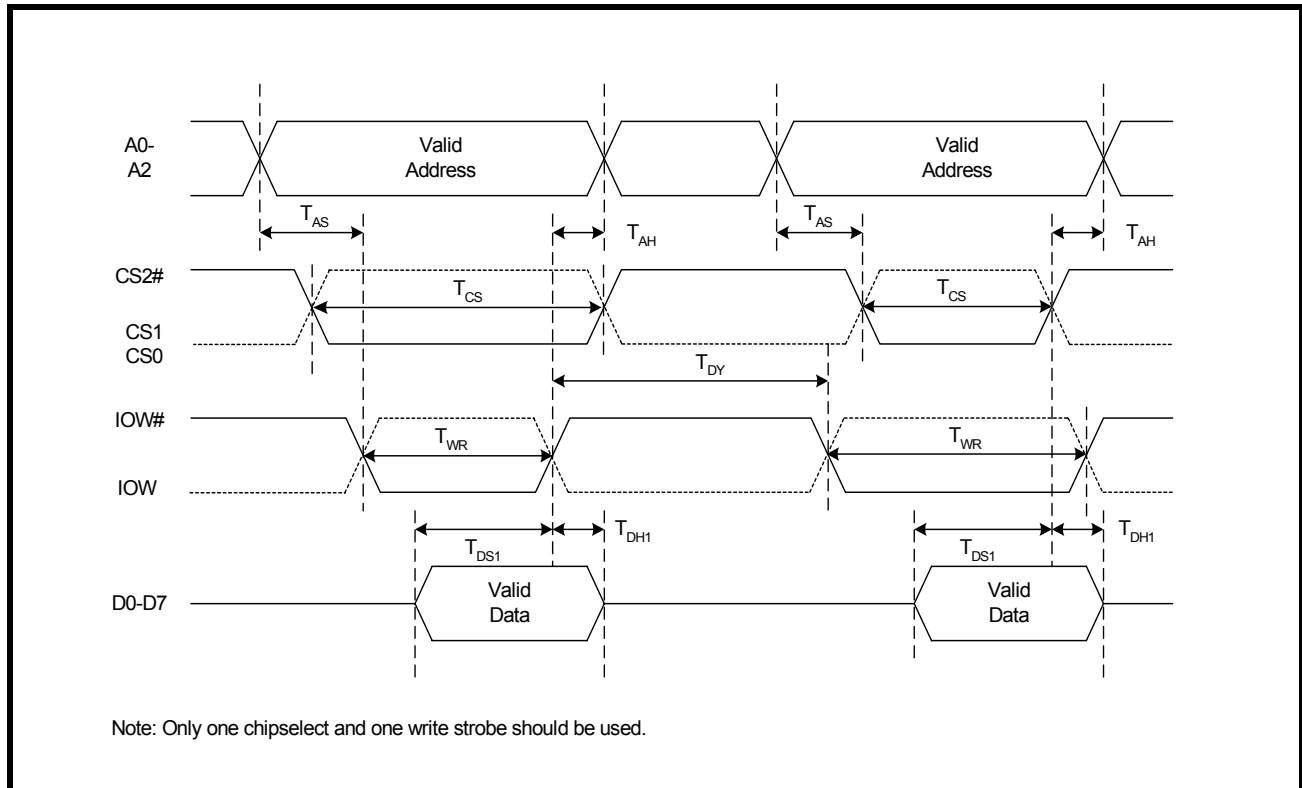 A0-
A2
Valid
Address
Valid
Address
TAS
TAH
TAS
TAH
CS2#
TCS
TCS
CS1
CS0
TDY
IOW#
TWR
TWR
IOW
TDS1
TDH1
TDS1
TDH1
D0-D7
Valid
Data
Valid
Data
Note: Only one chipselect and one write strobe should be used.